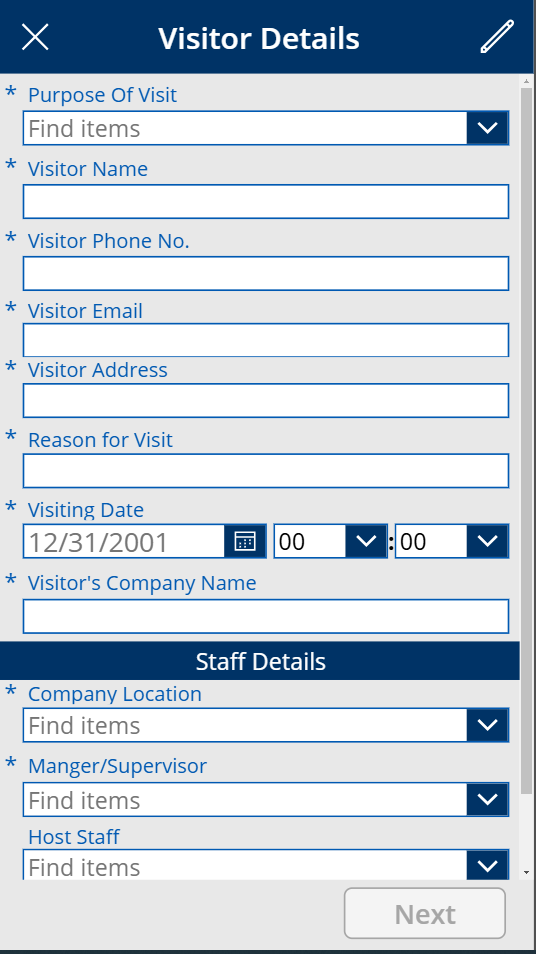 Visitor Details
* Purpose Of Visit
Find items
* Visitor Name
* Visitor Phone No.
* Visitor Email
* Visitor Address
* Reason for Visit
* Visiting Date
12/31/2001 00 : 00
* Visitor's Company Name
Staff Details
* Company Location
Find items
* Manger/Supervisor
Find items
Host Staff
Find items
Next